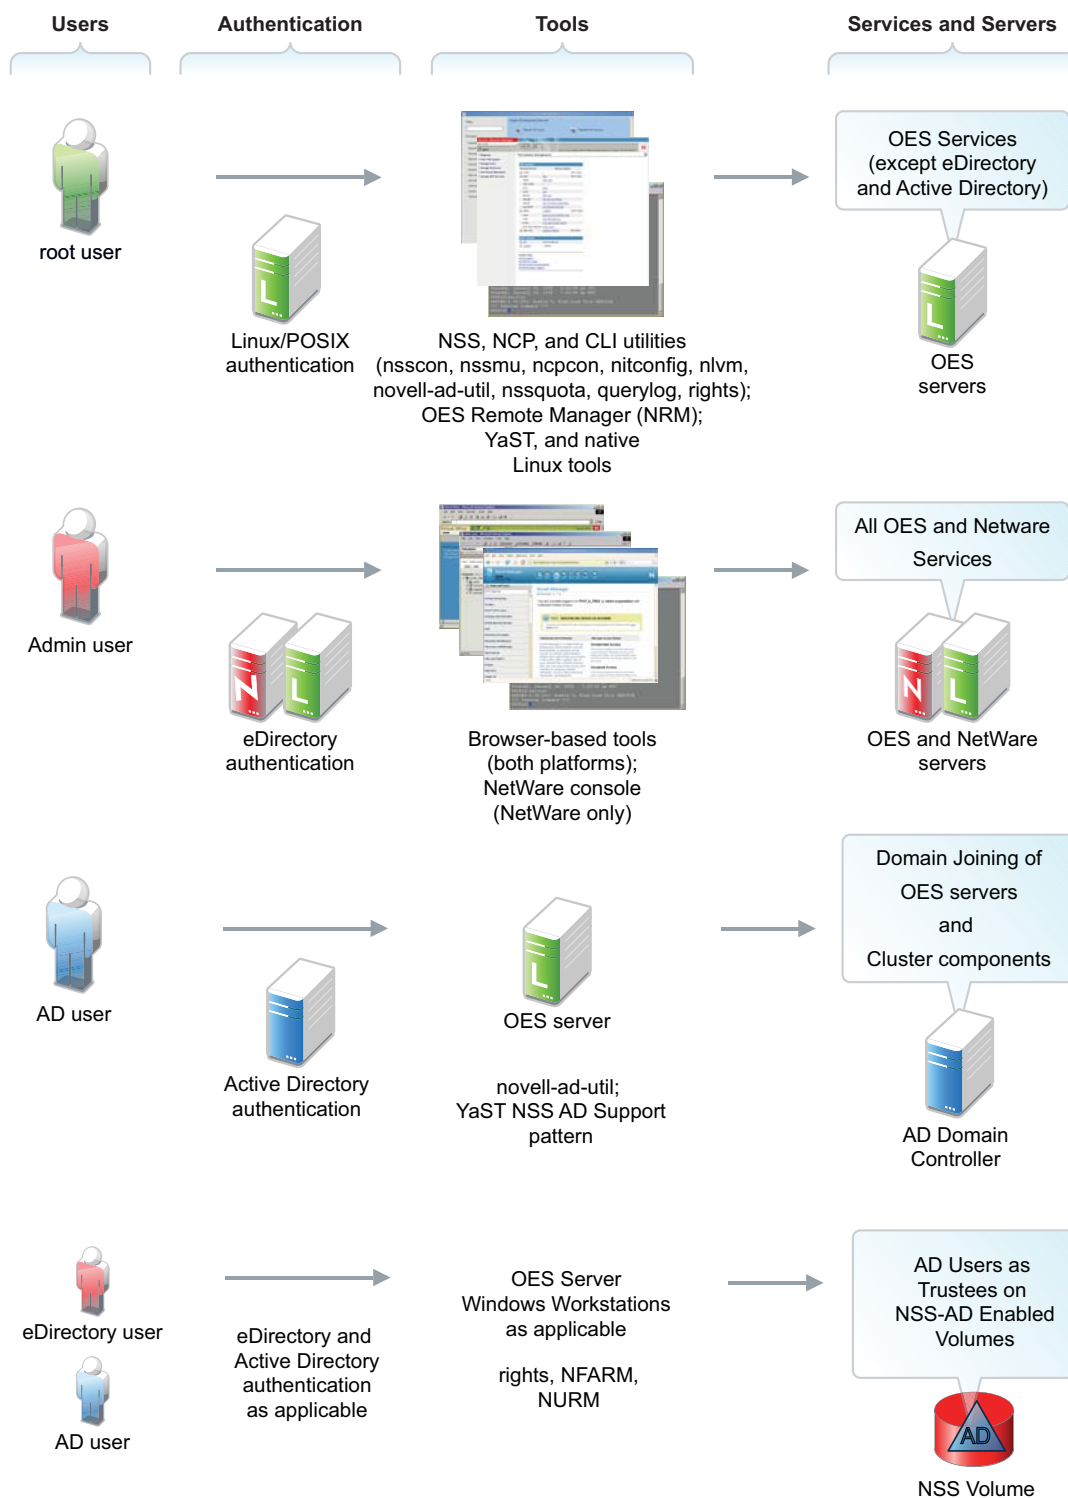 Users
Authentication
Tools
Services and Servers
root user
Linux/POSIX
authentication
NSS, NCP, and CLI utilities
(nsscon, nssmu, ncpcon, nitconfig, nlvm,
novell-ad-util, nssquota, querylog, rights);
OES Remote Manager (NRM);
YaST, and native
Linux tools
OES Services
(except eDirectory
and Active Directory)
L
L
OES
servers
Admin user
N
L
eDirectory
authentication
Browser-based tools
(both platforms);
NetWare console
(NetWare only)
All OES and Netware
Services
N
L
OES and NetWare
servers
AD user
Active Directory
authentication
L
OES server
novell-ad-util;
YaST NSS AD Support
pattern
Domain Joining of
OES servers
and
Cluster components
AD Domain
Controller
eDirectory user
AD user
eDirectory and
Active Directory
authentication
as applicable
OES Server
Windows Workstations
as applicable
rights, NFARM,
NURM
AD Users as
Trustees on
NSS-AD Enabled
Volumes
AD
NSS Volume